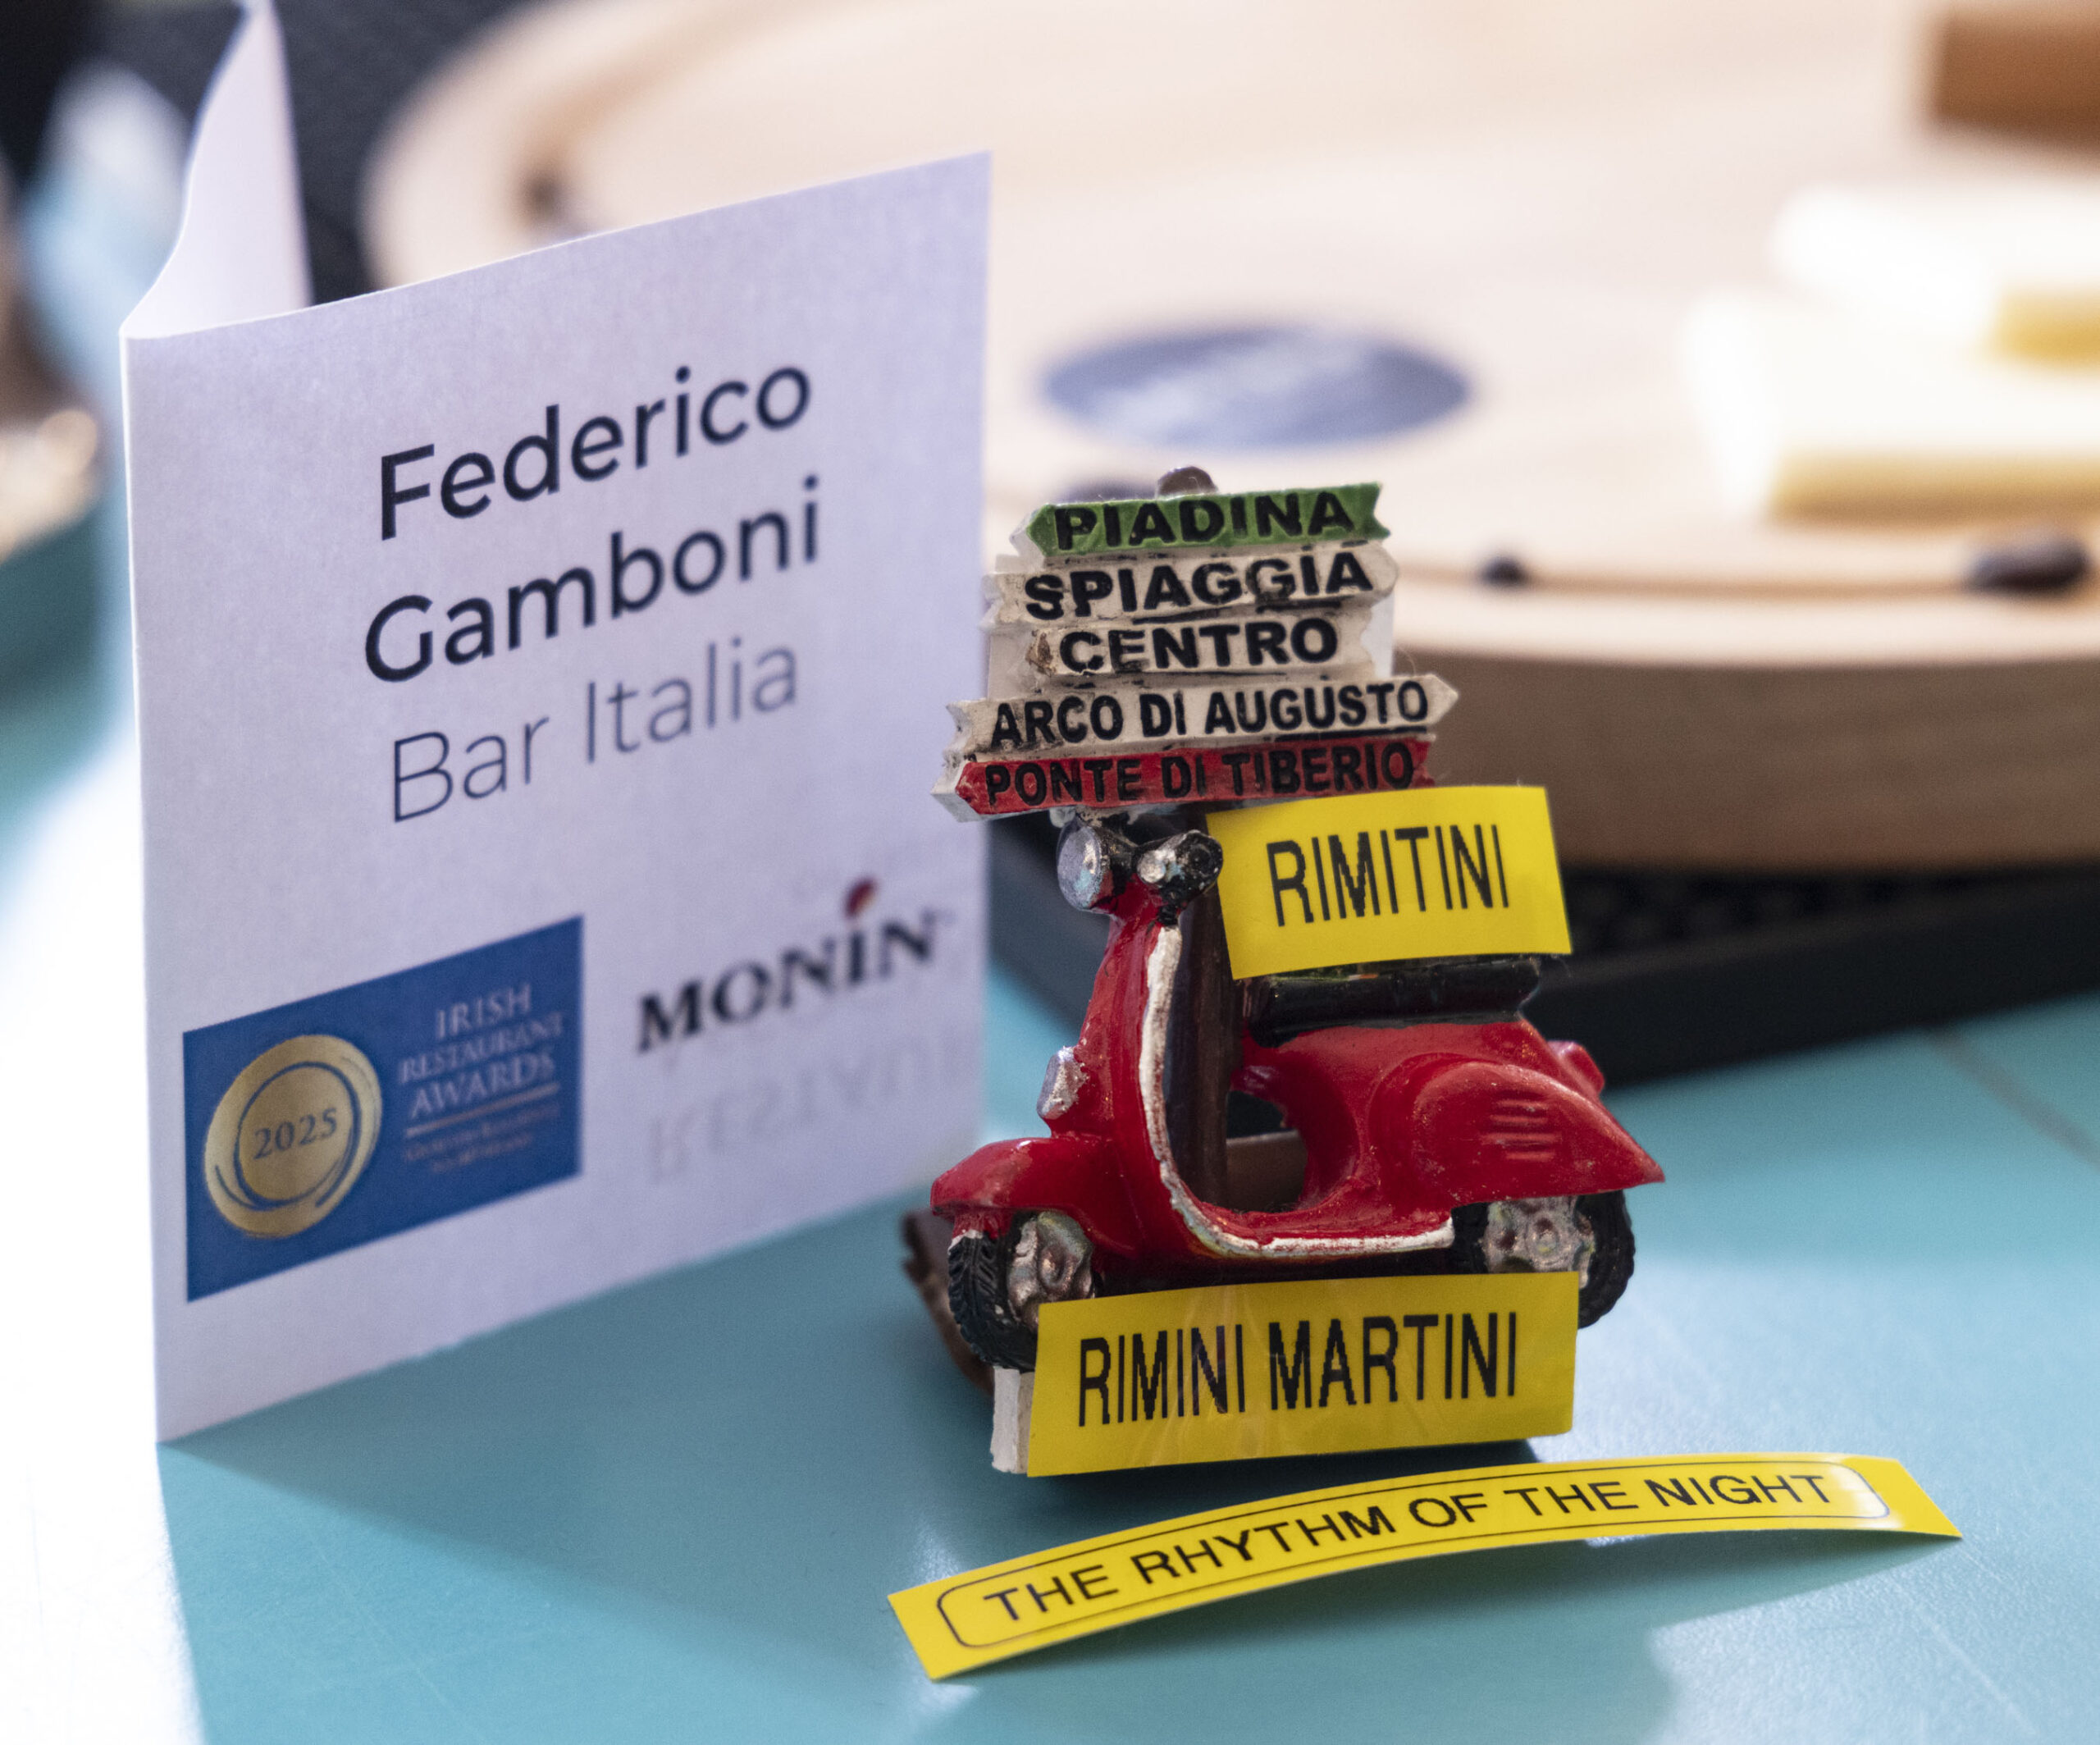 Federico
Gamboni
Bar Italia
2025
IRISH
RESTAURANT
AWARDS
MONIN
PIADINA
SPIAGGIA
CENTRO
ARCO DI AUGUSTO
PONTE DI TIBERIO
RIMITINI
RIMINI MARTINI
THE RHYTHM OF THE NIGHT